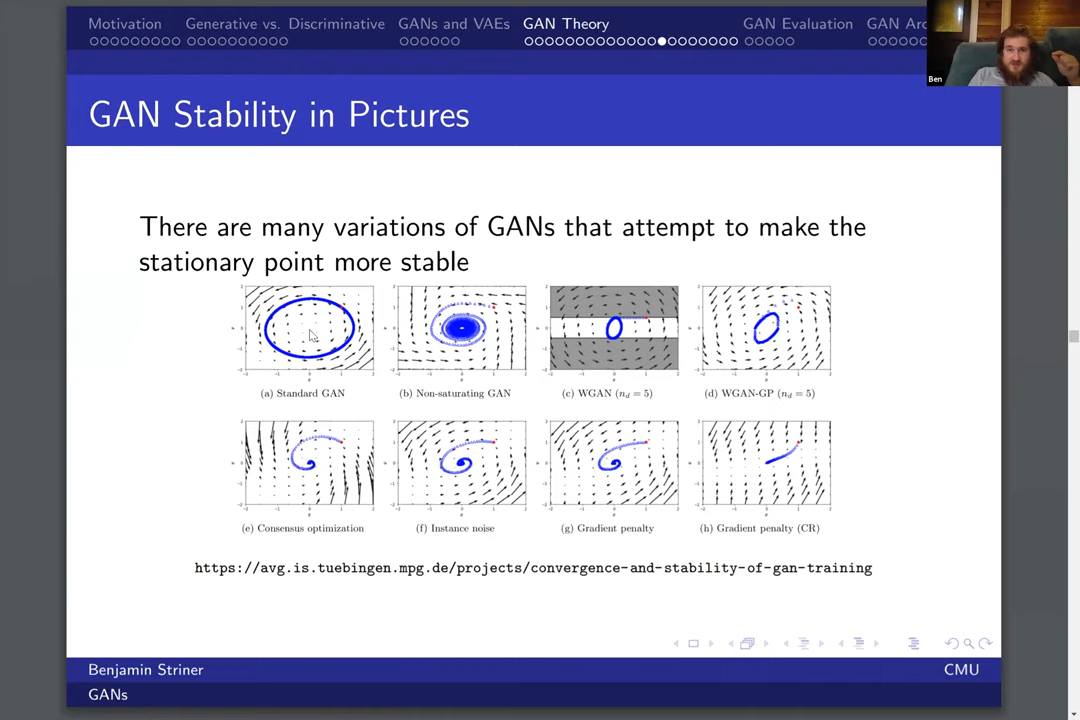 Motivation Generative vs. Discriminative GANs and VAEs GAN Theory GAN Evaluation GAN Arc
Ben
GAN Stability in Pictures
There are many variations of GANs that attempt to make the
stationary point more stable
(a) Standard GAN (b) Non-saturating GAN (c) WGAN (n_d = 5) (d) WGAN-GP (n_d = 5)
(e) Consensus optimization (f) Instance noise (g) Gradient penalty (h) Gradient penalty (CR)
https://avg.is.tuebingen.mpg.de/projects/convergence-and-stability-of-gan-training
Benjamin Striner CMU
GANs